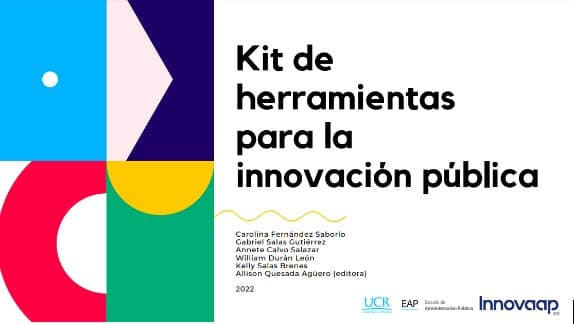 Kit de
herramientas
para la
innovación pública
Carolina Fernández Saborío
Gabriel Salas Gutiérrez
Annete Calvo Salazar
William Durán León
Kelly Salas Brenes
Allison Quesada Agüero (editora)
2022
UCR
EAP
Escuela de
Administración Pública
Innovaap